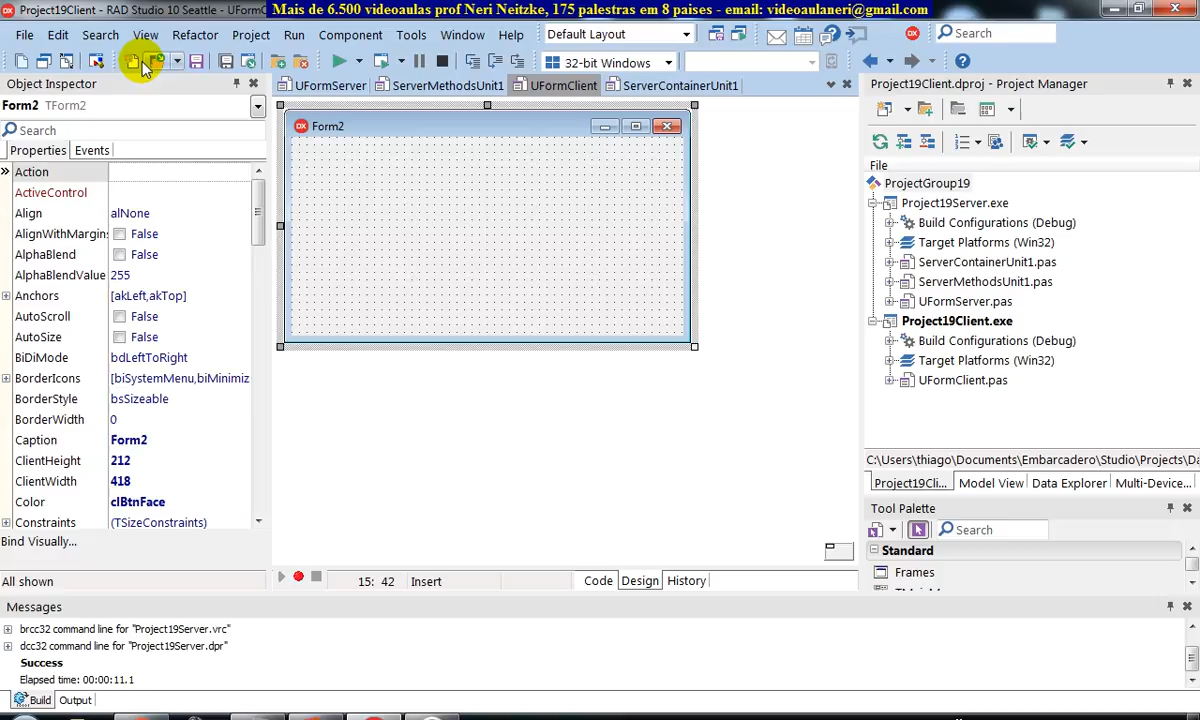 Project19Client - RAD Studio 10 Seattle - UFormC
Mais de 6.500 videoaulas prof Neri Neitzke, 175 palestras em 8 paises - email: videoaulaneri@gmail.com
File Edit Search View Refactor Project Run Component Tools Window Help
Default Layout
Search
32-bit Windows
Object Inspector
Form2 TForm2
Search
Properties Events
Action
ActiveControl
Align alNone
AlignWithMargin:
False
AlphaBlend False
AlphaBlendValue 255
Anchors [akLeft,akTop]
AutoScroll False
AutoSize False
BiDiMode bdLeftToRight
BorderIcons [biSystemMenu,biMinimiz
BorderStyle bsSizeable
BorderWidth 0
Caption Form2
ClientHeight 212
ClientWidth 418
Color clBtnFace
Constraints (TSizeConstraints)
Bind Visually...
All shown
UFormServer ServerMethodsUnit1 UFormClient ServerContainerUnit1
Form2
15: 42 Insert
Code Design History
Project19Client.dproj - Project Manager
File
ProjectGroup19
Project19Server.exe
Build Configurations (Debug)
Target Platforms (Win32)
ServerContainerUnit1.pas
ServerMethodsUnit1.pas
UFormServer.pas
Project19Client.exe
Build Configurations (Debug)
Target Platforms (Win32)
UFormClient.pas
C:\Users\thiago\Documents\Embarcadero\Studio\Projects\Da
Project19Cli... Model View Data Explorer Multi-Device...
Tool Palette
Search
Standard
Frames
Messages
brcc32 command line for "Project19Server.vrc"
dcc32 command line for "Project19Server.dpr"
Success
Elapsed time: 00:00:11.1
Build Output